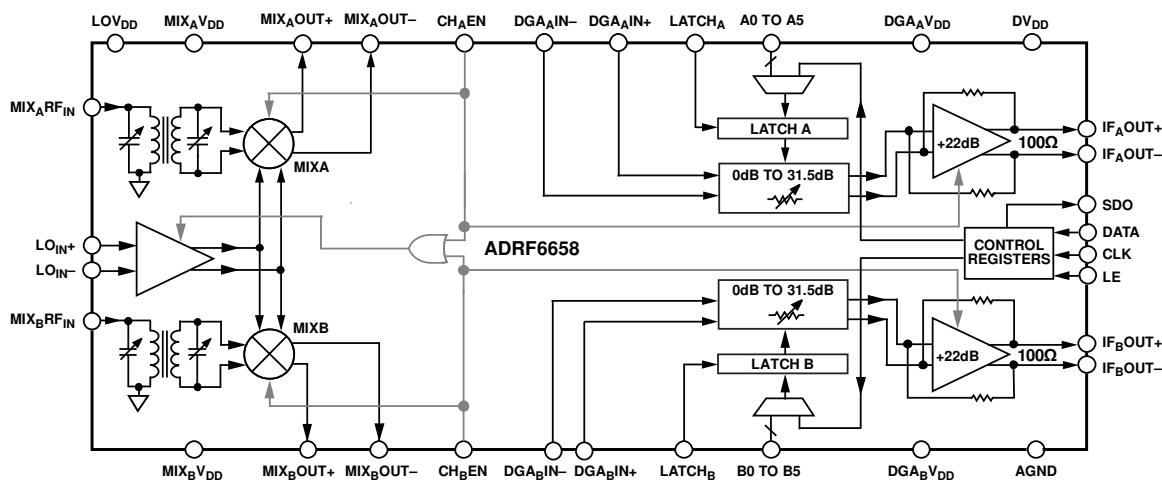 LOVDD MIXAVDD MIXAOUT+ MIXAOUT– CHAEN DGAAIN– DGAAIN+ LATCHA A0 TO A5 DGAAVDD DVDD
MIXARFIN
MIXA
LATCH A
0dB TO 31.5dB
+22dB
100Ω
IFAOUT+
IFAOUT–
SDO
DATA
CLK
LE
CONTROL
REGISTERS
LOIN+
LOIN–
ADRF6658
MIXBRFIN
MIXB
0dB TO 31.5dB
LATCH B
+22dB
100Ω
IFBOUT+
IFBOUT–
MIXBVDD MIXBOUT+ MIXBOUT– CHBEN DGABIN– DGABIN+ LATCHB B0 TO B5 DGABVDD AGND